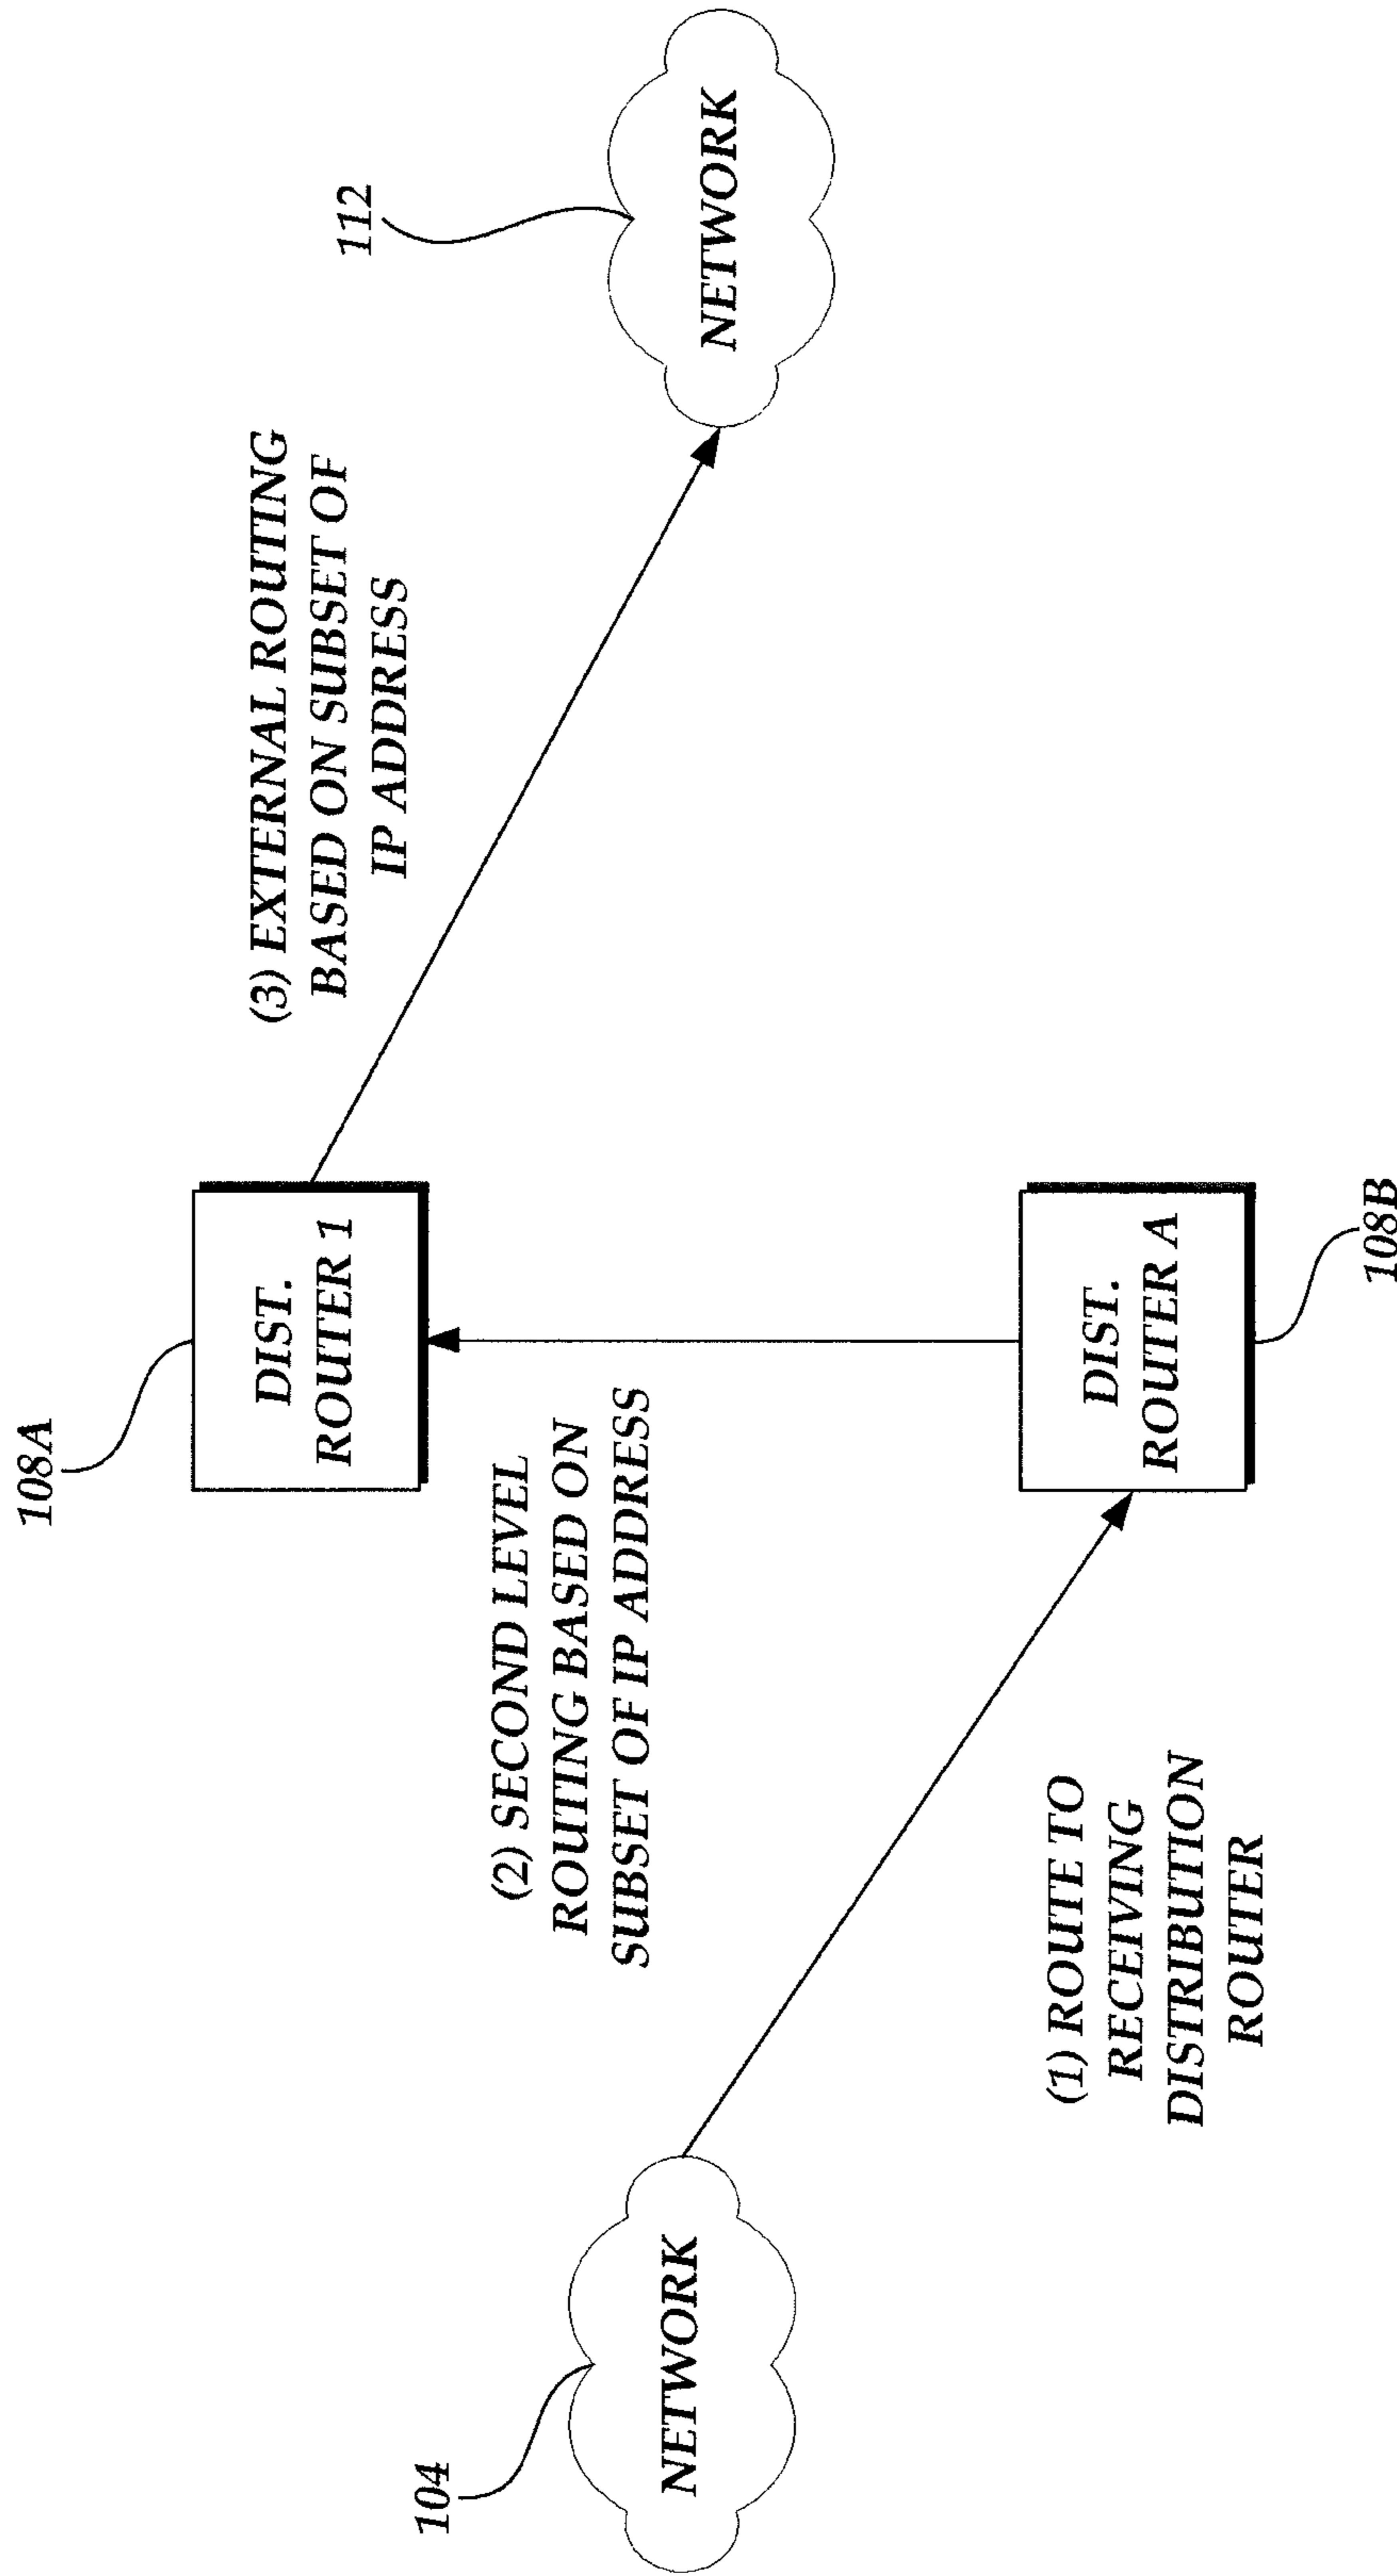 108A
DIST.
ROUTER 1
(3) EXTERNAL ROUTING
BASED ON SUBSET OF
IP ADDRESS
112
NETWORK
(2) SECOND LEVEL
ROUTING BASED ON
SUBSET OF IP ADDRESS
104
NETWORK
(1) ROUTE TO
RECEIVING
DISTRIBUTION
ROUTER
DIST.
ROUTER A
108B